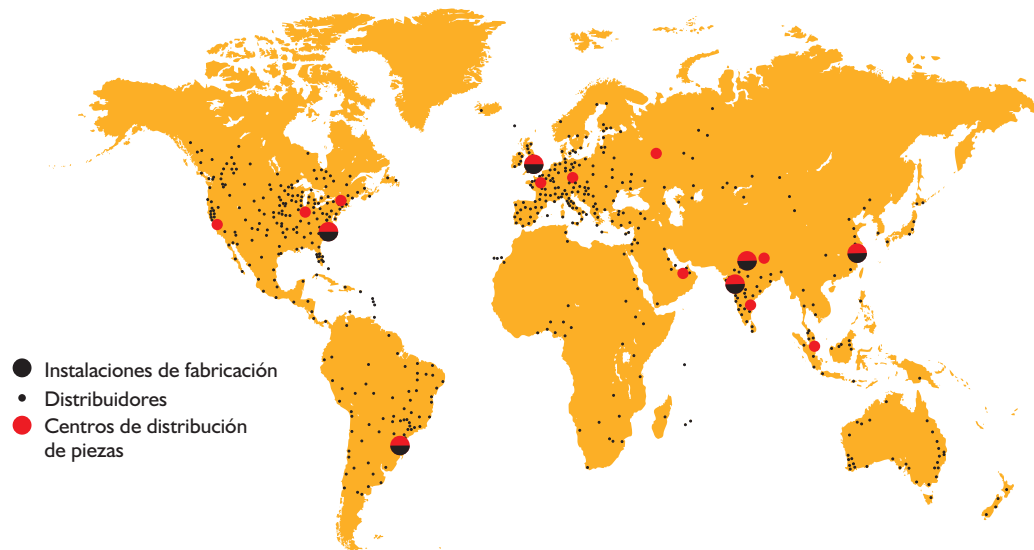 Instalaciones de fabricación
Distribuidores
Centros de distribución
de piezas